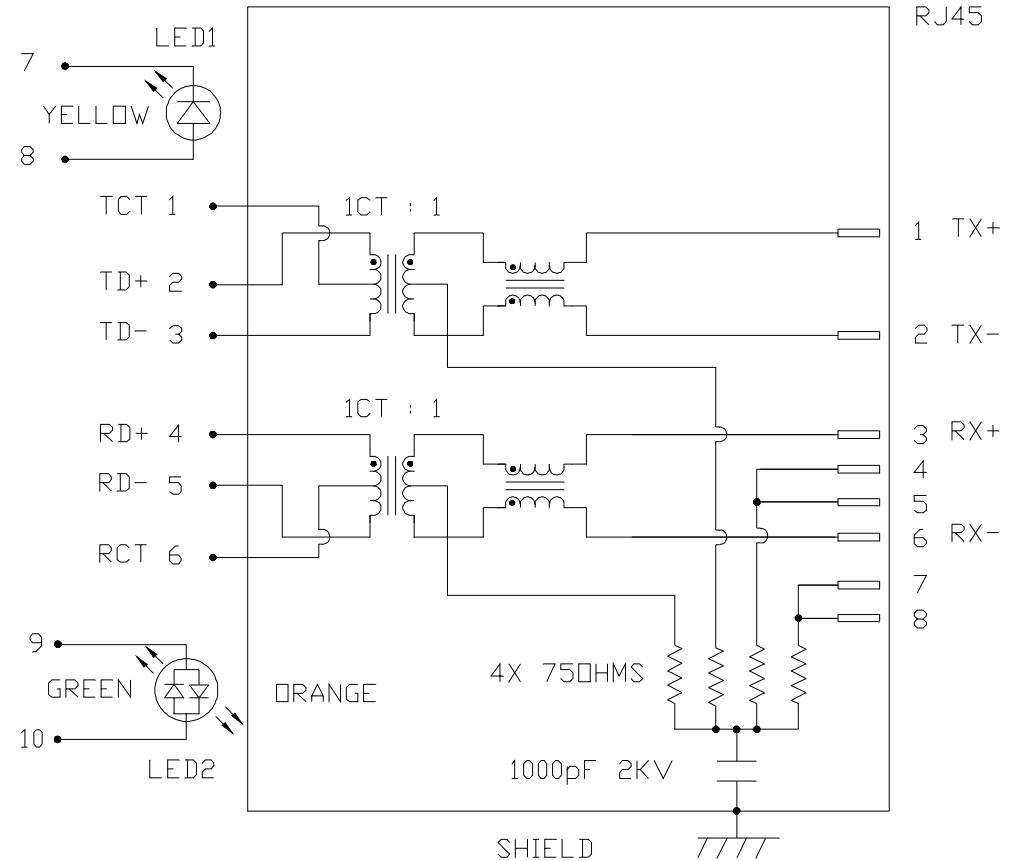 RJ45
LED1
7
YELLOW
8
TCT 1
1CT : 1
1 TX+
TD+ 2
TD- 3
2 TX-
1CT : 1
RD+ 4
3 RX+
4
RD- 5
5
6 RX-
RCT 6
7
8
9
GREEN
ORANGE
4X 75OHMS
10
LED2
1000pF 2KV
SHIELD